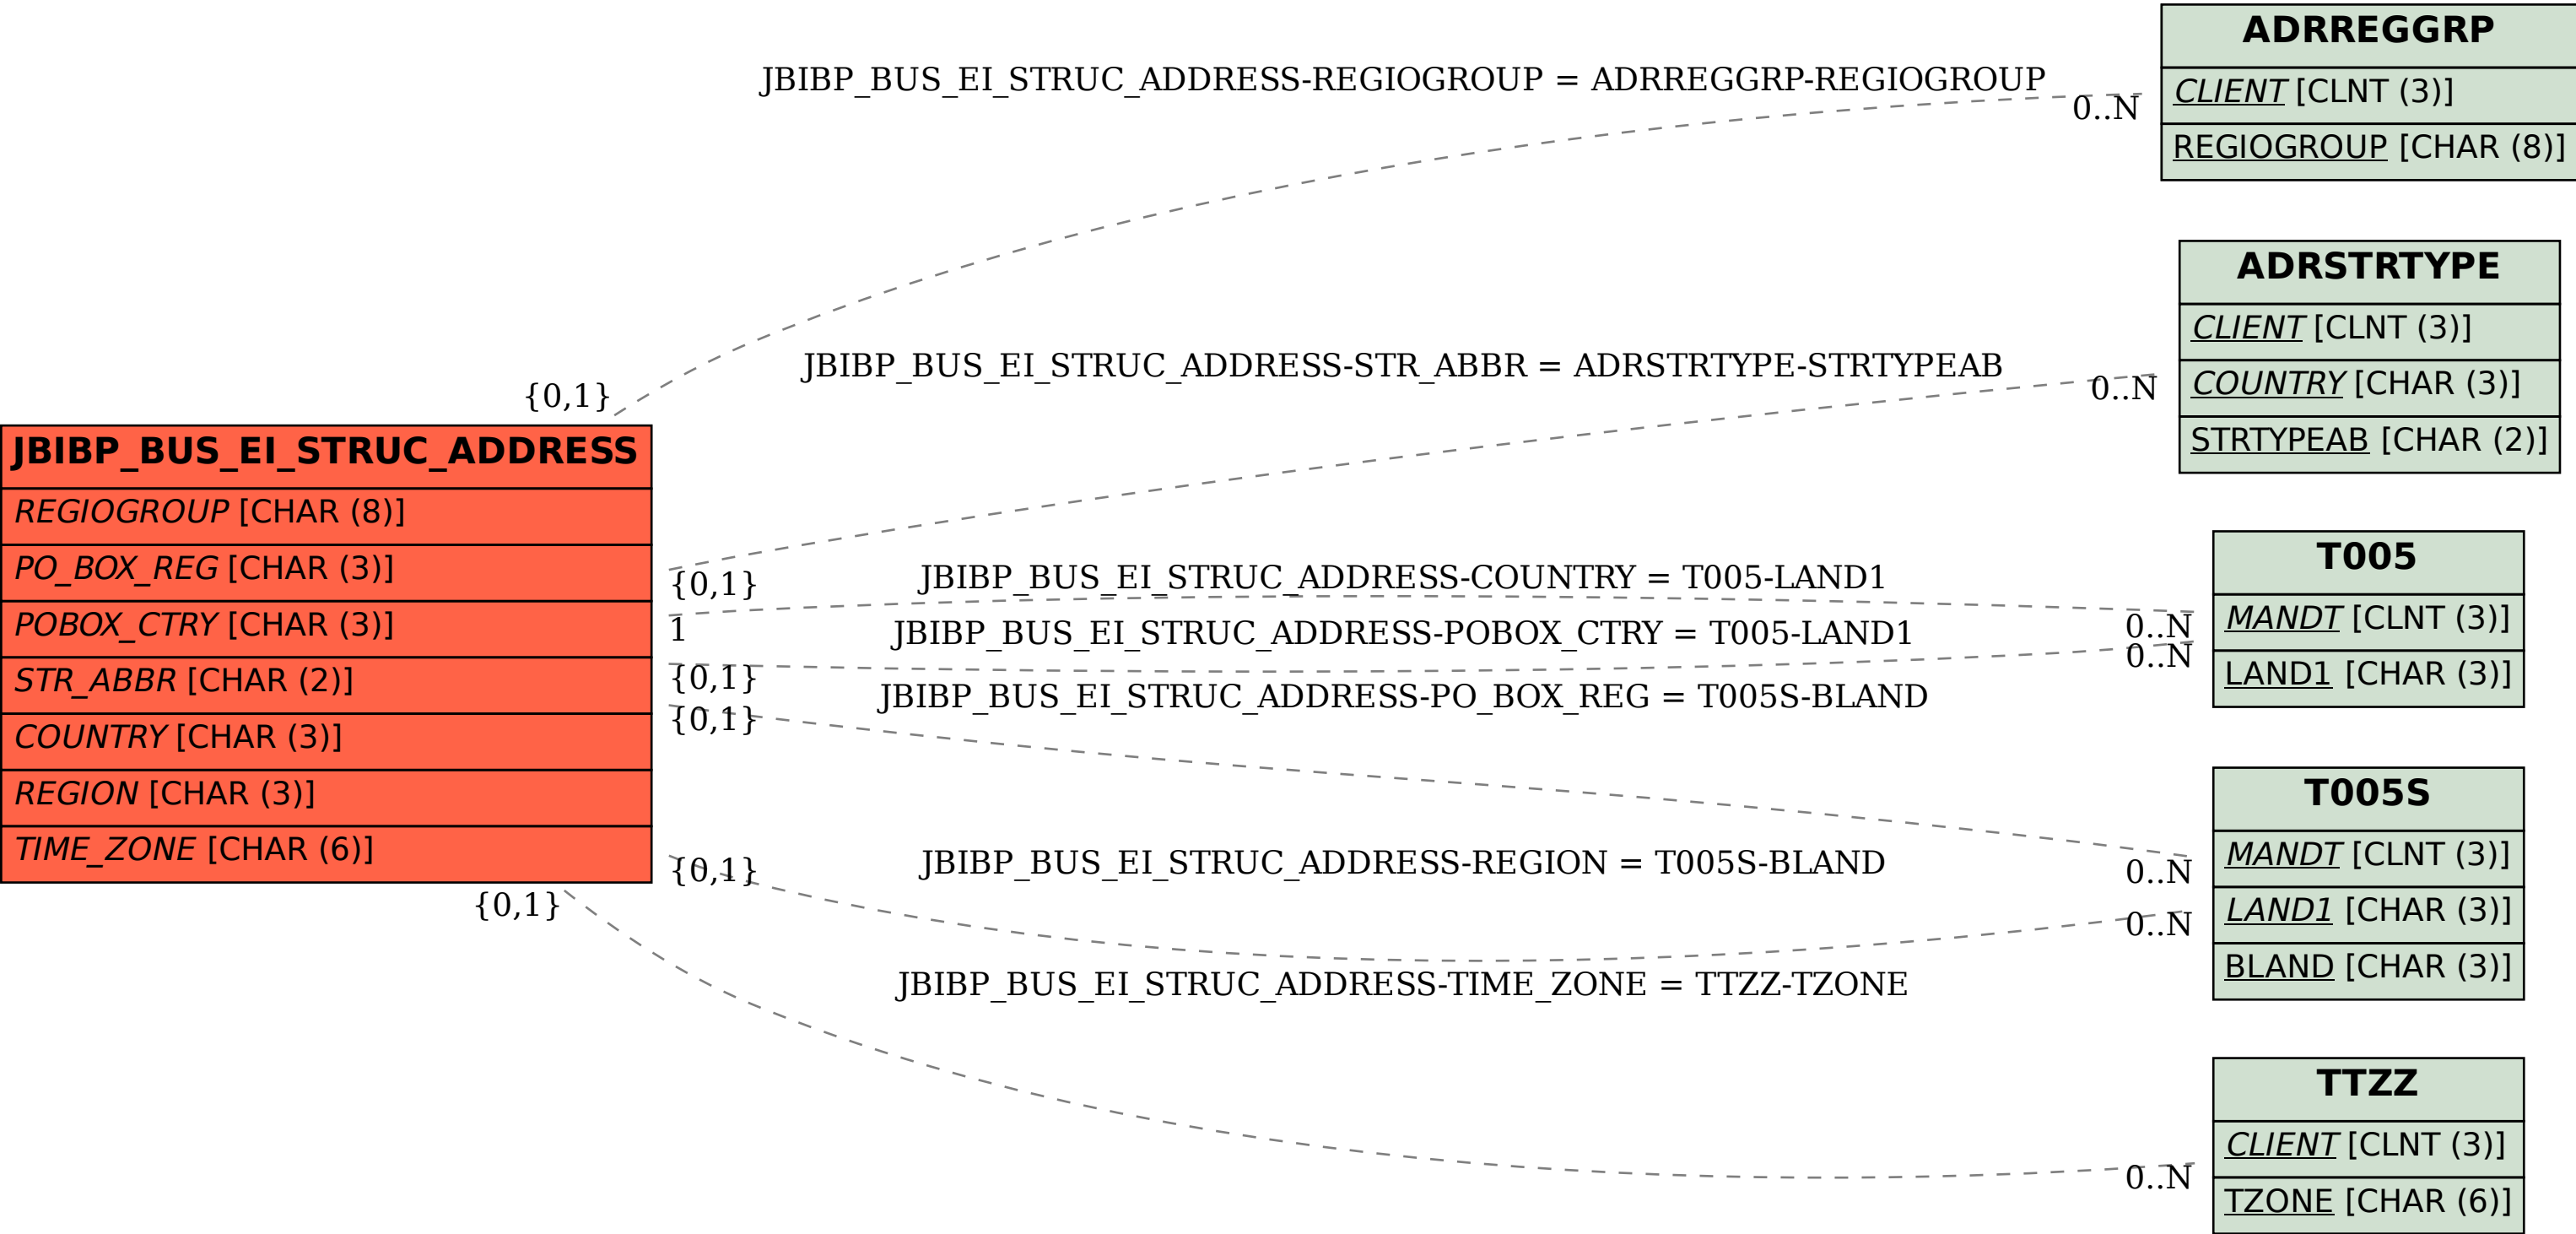 ADRREGGRP
CLIENT [CLNT (3)]
REGIOGROUP [CHAR (8)]
JBIBP_BUS_EI_STRUC_ADDRESS-REGIOGROUP = ADRREGGRP-REGIOGROUP
0..N
{0,1}
ADRSTRTYPE
CLIENT [CLNT (3)]
COUNTRY [CHAR (3)]
STRTYPEAB [CHAR (2)]
JBIBP_BUS_EI_STRUC_ADDRESS-STR_ABBR = ADRSTRTYPE-STRTYPEAB
0..N
{0,1}
JBIBP_BUS_EI_STRUC_ADDRESS
REGIOGROUP [CHAR (8)]
PO_BOX_REG [CHAR (3)]
POBOX_CTRY [CHAR (3)]
STR_ABBR [CHAR (2)]
COUNTRY [CHAR (3)]
REGION [CHAR (3)]
TIME_ZONE [CHAR (6)]
JBIBP_BUS_EI_STRUC_ADDRESS-COUNTRY = T005-LAND1
1
0..N
JBIBP_BUS_EI_STRUC_ADDRESS-POBOX_CTRY = T005-LAND1
{0,1}
0..N
T005
MANDT [CLNT (3)]
LAND1 [CHAR (3)]
JBIBP_BUS_EI_STRUC_ADDRESS-PO_BOX_REG = T005S-BLAND
{0,1}
0..N
JBIBP_BUS_EI_STRUC_ADDRESS-REGION = T005S-BLAND
{0,1}
0..N
T005S
MANDT [CLNT (3)]
LAND1 [CHAR (3)]
BLAND [CHAR (3)]
JBIBP_BUS_EI_STRUC_ADDRESS-TIME_ZONE = TTZZ-TZONE
{0,1}
0..N
TTZZ
CLIENT [CLNT (3)]
TZONE [CHAR (6)]